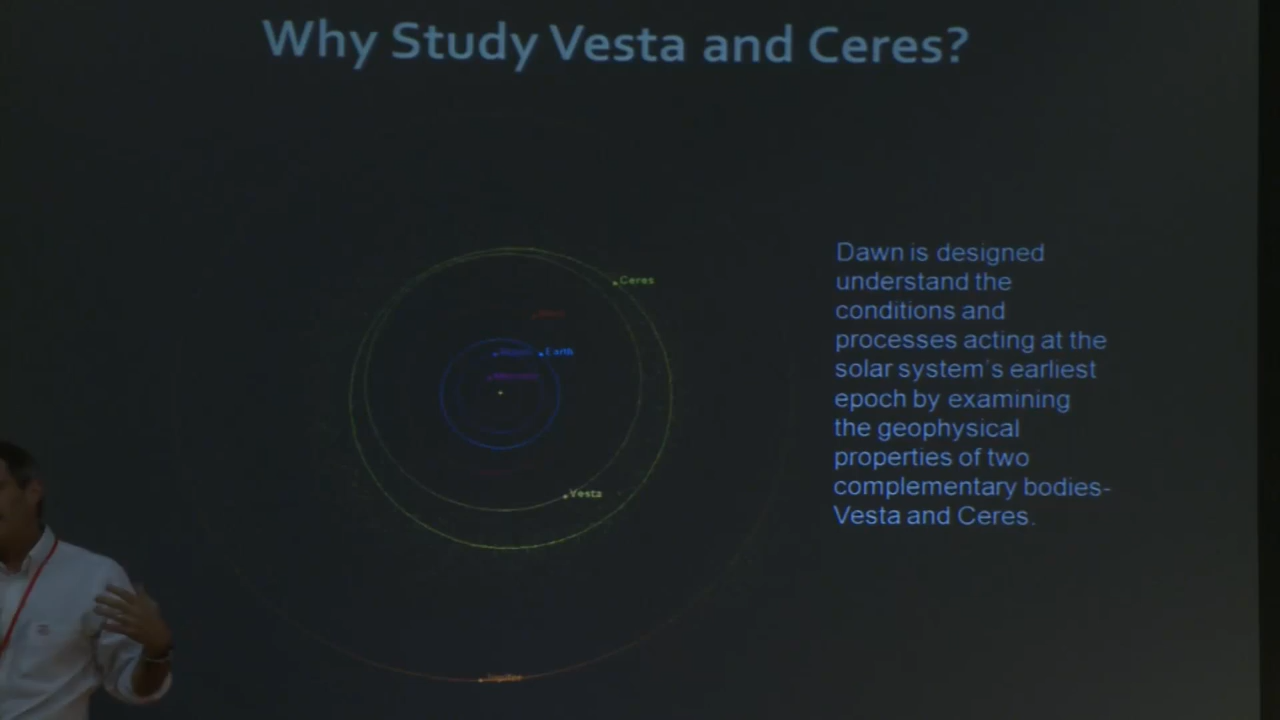 Why Study Vesta and Ceres?
Ceres
Earth
Vesta
Jupiter
Dawn is designed
understand the
conditions and
processes acting at the
solar system's earliest
epoch by examining
the geophysical
properties of two
complementary bodies-
Vesta and Ceres.